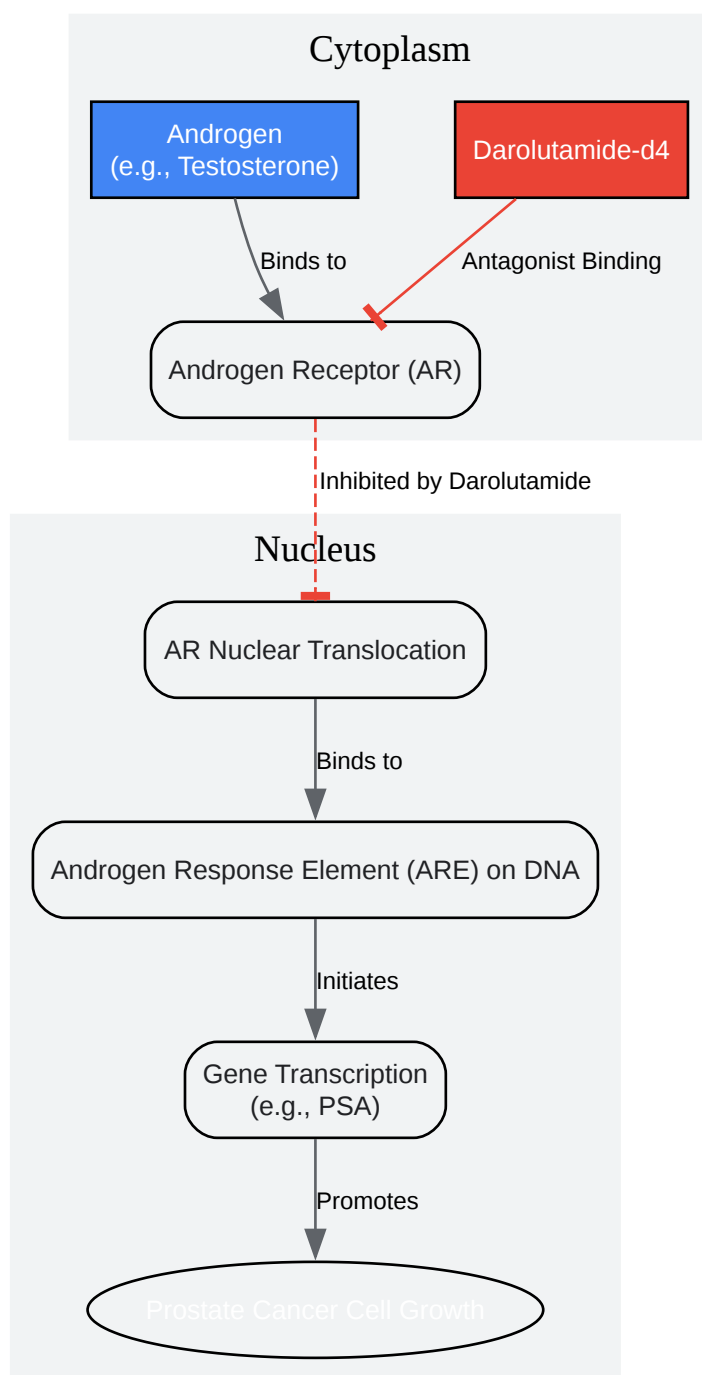 Cytoplasm
Androgen
(e.g., Testosterone)
Darolutamide-d4
Binds to
Antagonist Binding
Androgen Receptor (AR)
Inhibited by Darolutamide
Nucleus
AR Nuclear Translocation
Binds to
Androgen Response Element (ARE) on DNA
Initiates
Gene Transcription
(e.g., PSA)
Promotes
Prostate Cancer Cell Growth